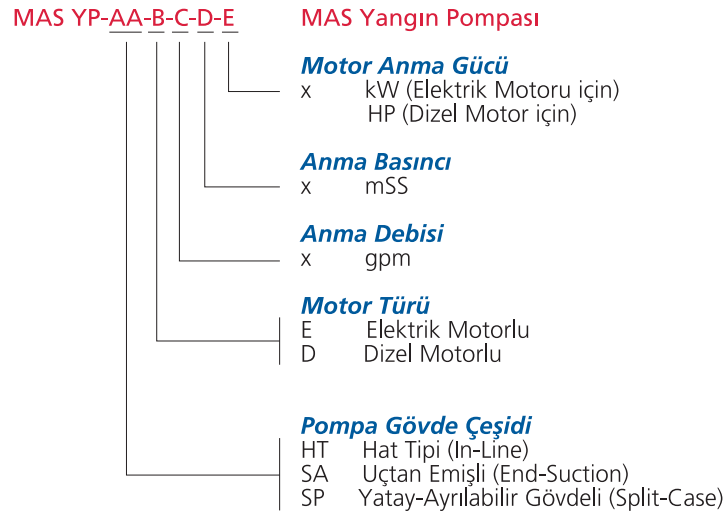 MAS YP-AA-B-C-D-E MAS Yangın Pompası
Motor Anma Gücü
x kW (Elektrik Motoru için)
HP (Dizel Motor için)
Anma Basıncı
x mSS
Anma Debisi
x gpm
Motor Türü
E Elektrik Motorlu
D Dizel Motorlu
Pompa Gövde Çeşidi
HT Hat Tipi (In-Line)
SA Uçtan Emişli (End-Suction)
SP Yatay-Ayrılabilir Gövdeli (Split-Case)